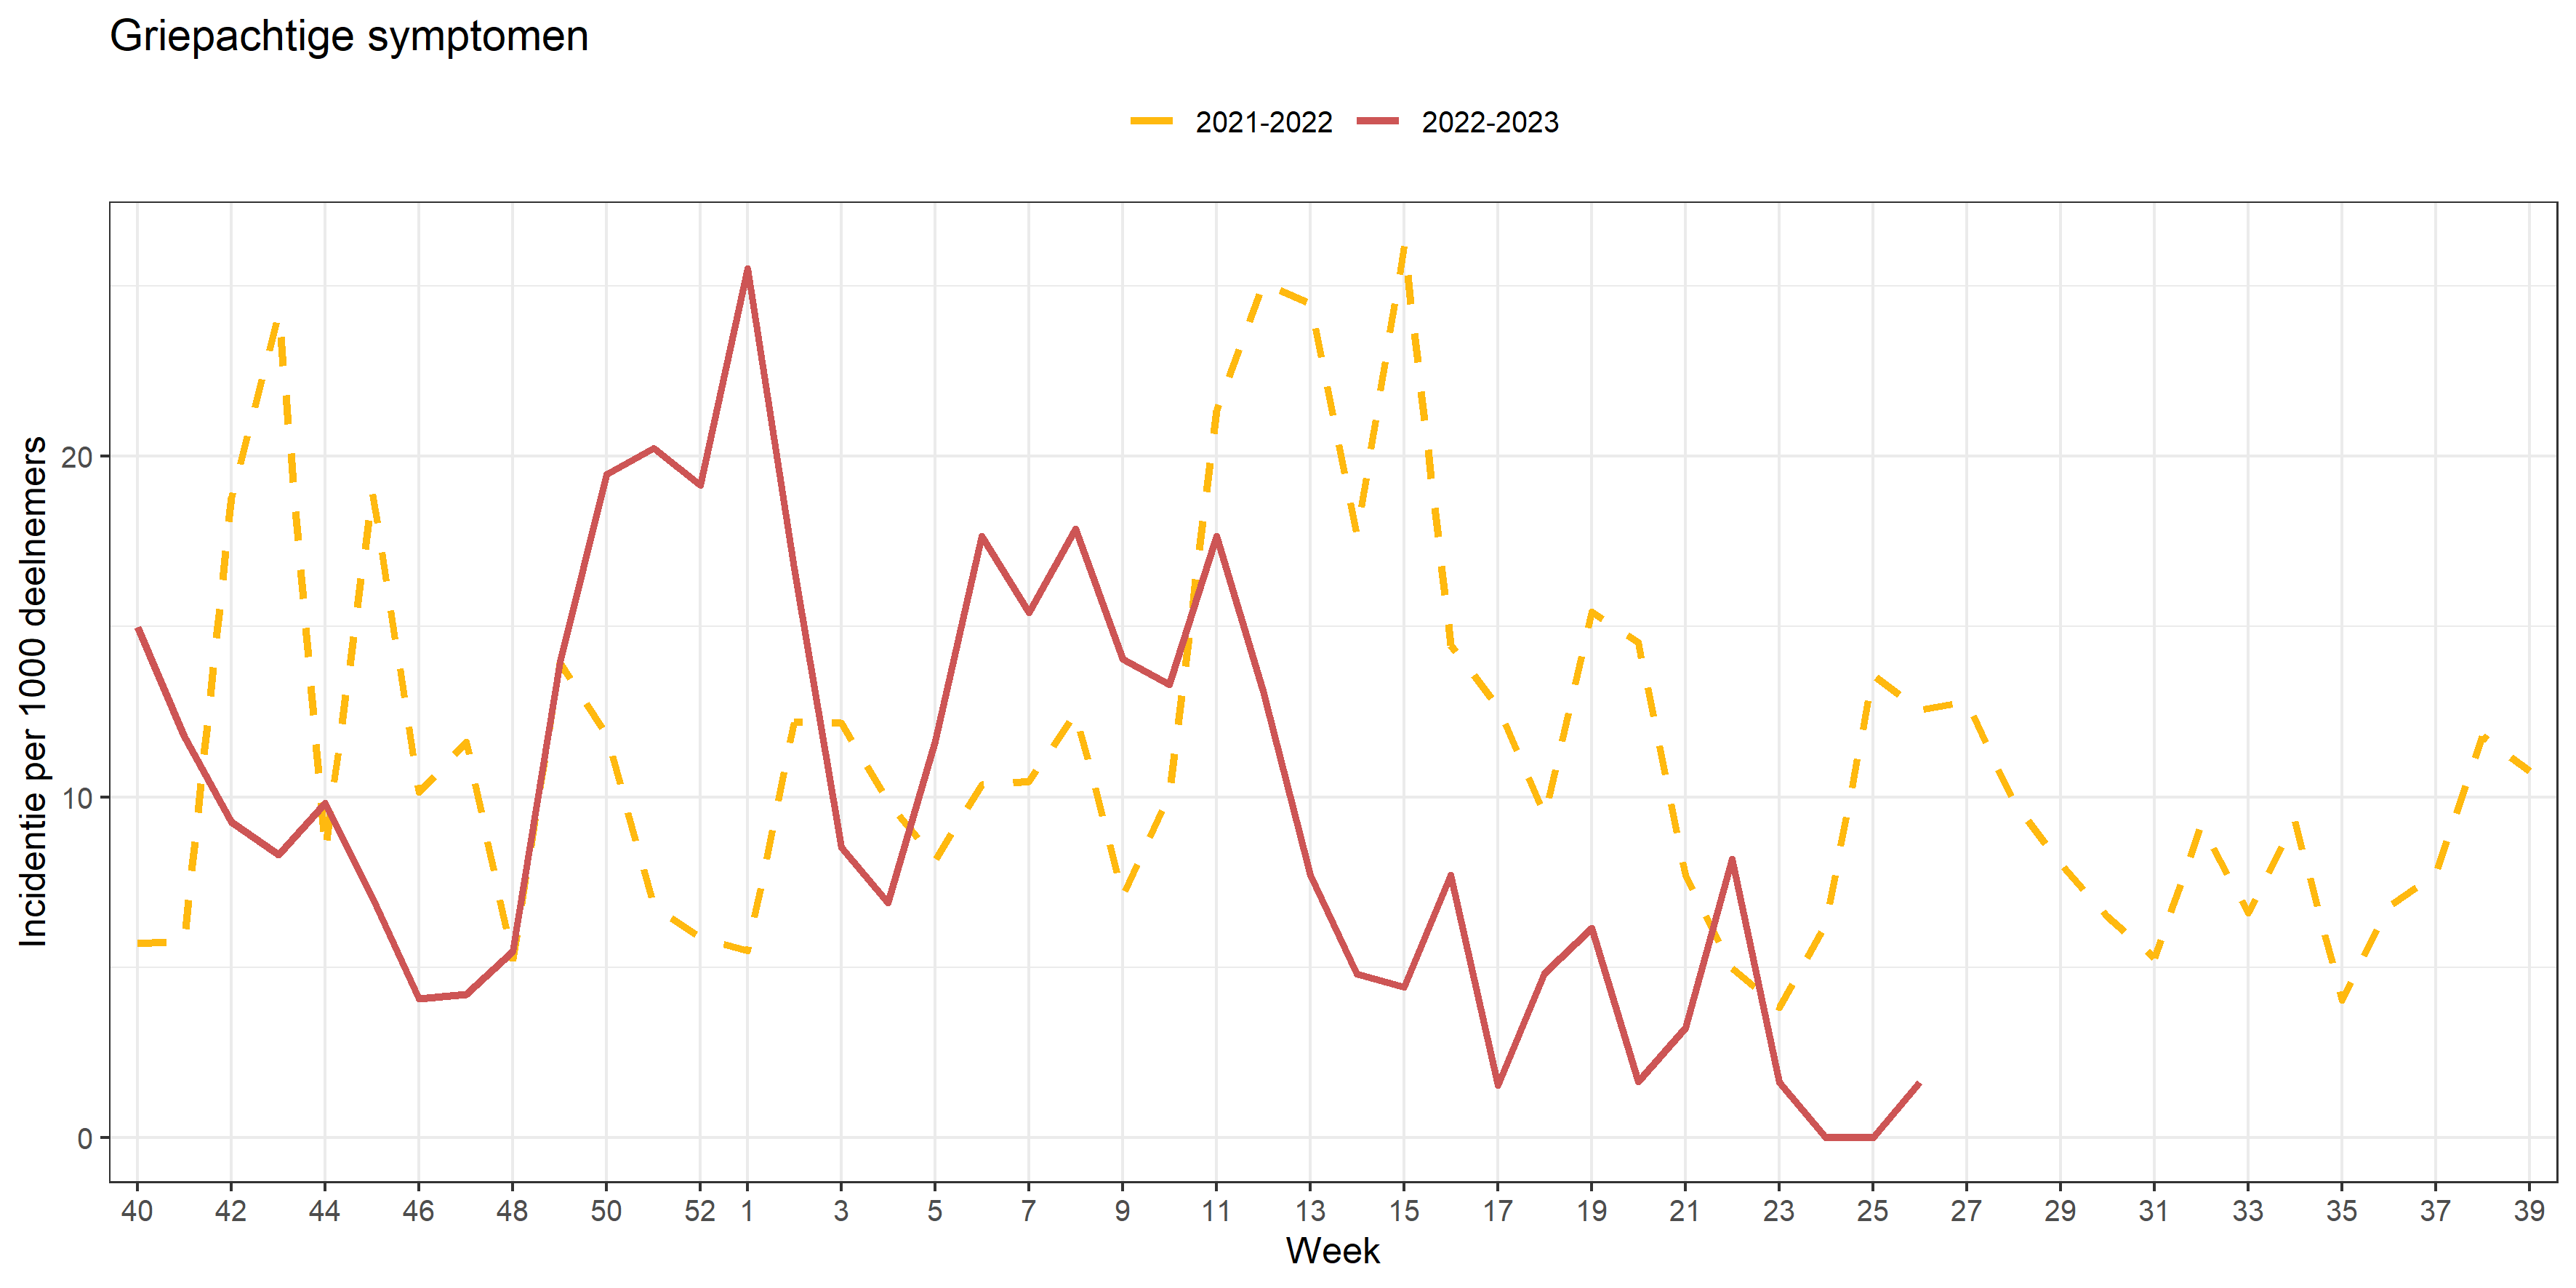 Griepachtige symptomen
2021-2022 2022-2023
Incidentie per 1000 deelnemers
20
10
0
40 42 44 46 48 50 52 1 3 5 7 9 11 13 15 17 19 21 23 25 27 29 31 33 35 37 39
Week